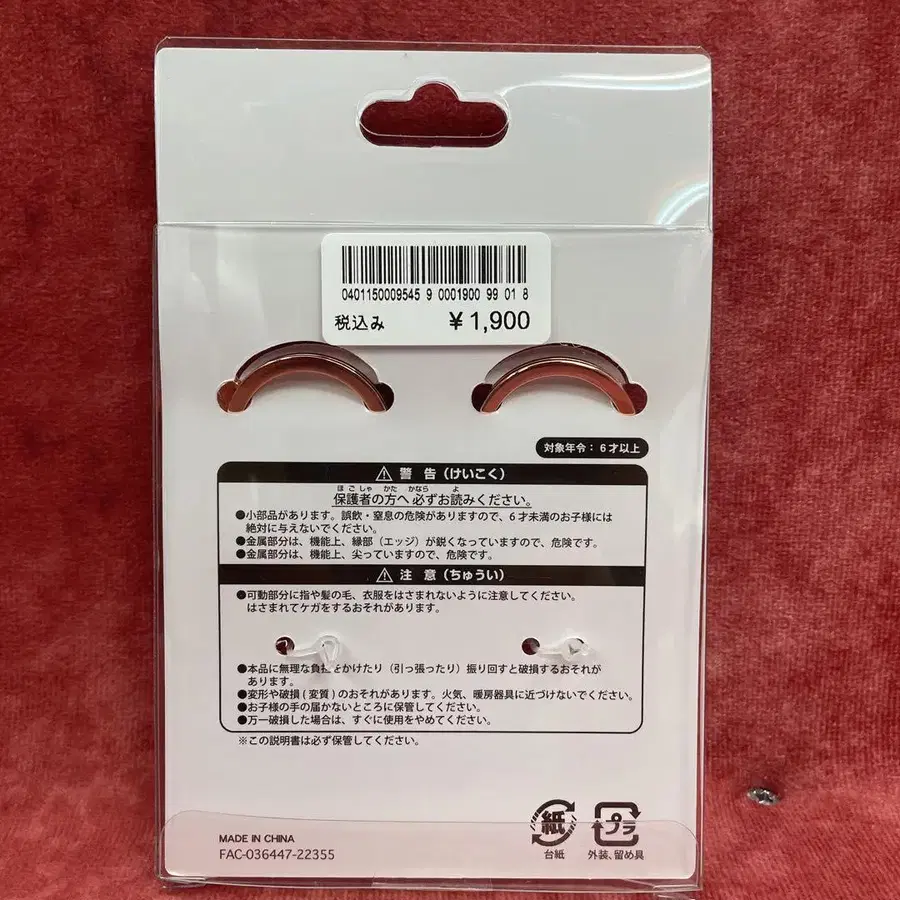 0401150009545 9 0001900 99 01 8
税込み ¥1,900
対象年令：6才以上
⚠ 警告（けいこく）
ほごしゃ かた かなら よ
保護者の方へ 必ずお読みください。
●小部品があります。誤飲・窒息の危険がありますので、6才未満のお子様には
絶対に与えないでください。
●金属部分は、機能上、縁部（エッジ）が鋭くなっていますので、危険です。
●金属部分は、機能上、尖っていますので、危険です。
⚠ 注意（ちゅうい）
●可動部分に指や髪の毛、衣服をはさまれないように注意してください。
はさまれてケガをするおそれがあります。
●本品に無理な負担をかけたり（引っ張ったり）振り回すと破損するおそれが
あります。
●変形や破損(変質)のおそれがあります。火気、暖房器具に近づけないでください。
●お子様の手の届かないところに保管してください。
●万一破損した場合は、すぐに使用をやめてください。
※この説明書は必ず保管してください。
紙 プラ
台紙 外装、留め具
MADE IN CHINA
FAC-036447-22355